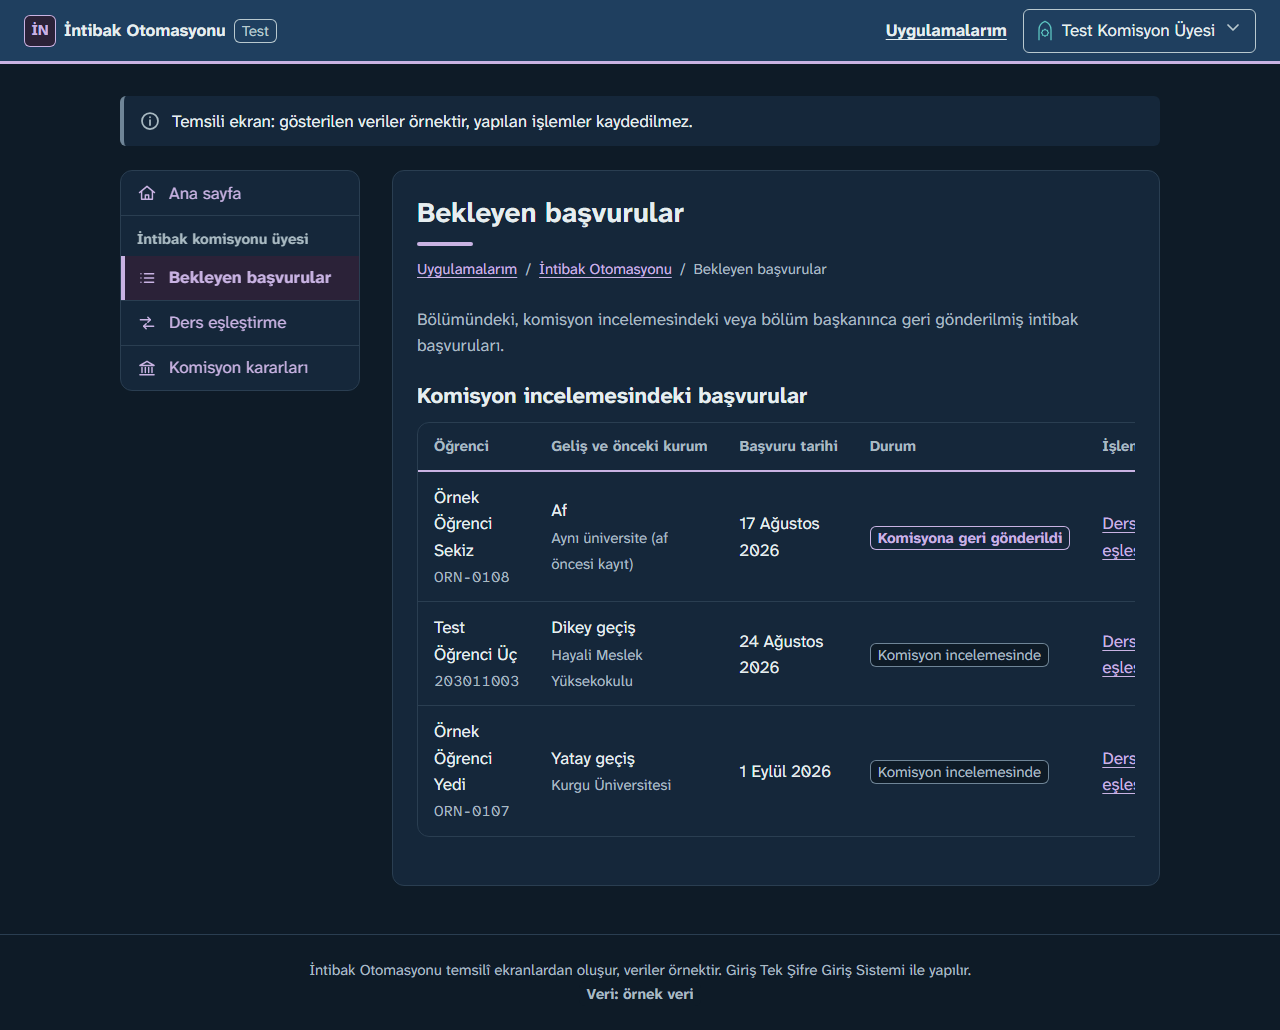 İN İntibak Otomasyonu Test
Uygulamalarım
Test Komisyon Üyesi
Temsili ekran: gösterilen veriler örnektir, yapılan işlemler kaydedilmez.
Ana sayfa
İntibak komisyonu üyesi
Bekleyen başvurular
Ders eşleştirme
Komisyon kararları
Bekleyen başvurular
Uygulamalarım / İntibak Otomasyonu / Bekleyen başvurular
Bölümündeki, komisyon incelemesindeki veya bölüm başkanınca geri gönderilmiş intibak
başvuruları.
Komisyon incelemesindeki başvurular
Öğrenci Geliş ve önceki kurum Başvuru tarihi Durum
Örnek
Öğrenci
Sekiz
ORN-0108
Af
Aynı üniversite (af
öncesi kayıt)
17 Ağustos
2026
Komisyona geri gönderildi
Ders
Test
Öğrenci Üç
203011003
Dikey geçiş
Hayali Meslek
Yüksekokulu
24 Ağustos
2026
Komisyon incelemesinde
Ders
Örnek
Öğrenci
Yedi
ORN-0107
Yatay geçiş
Kurgu Üniversitesi
1 Eylül 2026
Komisyon incelemesinde
Ders
İntibak Otomasyonu temsilî ekranlardan oluşur, veriler örnektir. Giriş Tek Şifre Giriş Sistemi ile yapılır.
Veri: örnek veri